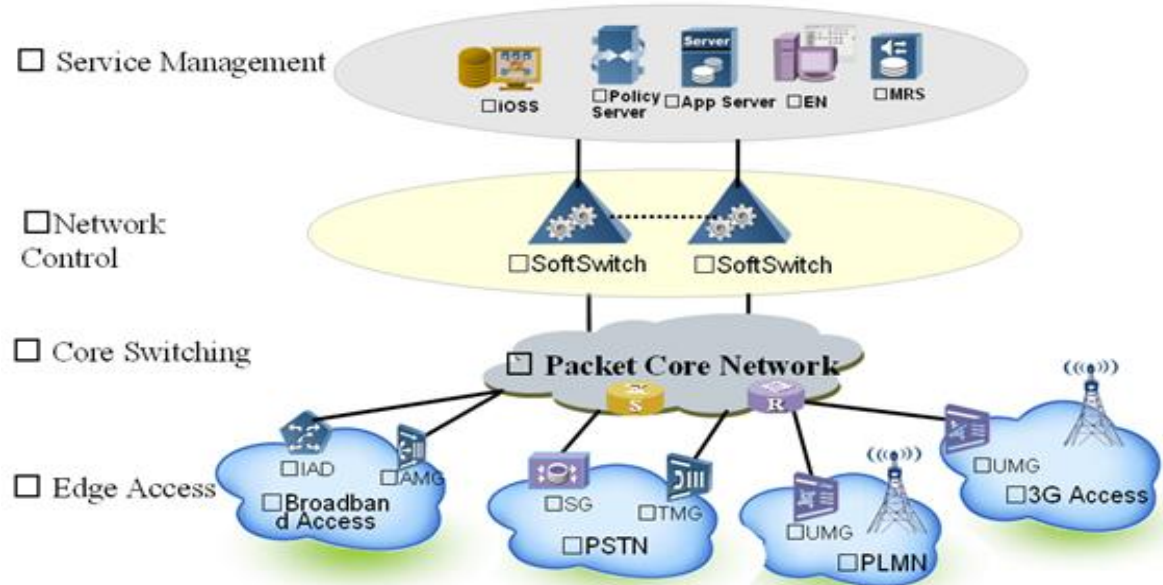 Server
□ Service Management
□iOSS
□Policy
Server
□App Server
□EN
□MRS
□Network
Control
□SoftSwitch
□SoftSwitch
□ Core Switching
□ Packet Core Network
S
R
□ Edge Access
□IAD
□AMG
□Broadban
d Access
□SG
□TMG
□PSTN
□UMG
□PLMN
□UMG
□3G Access